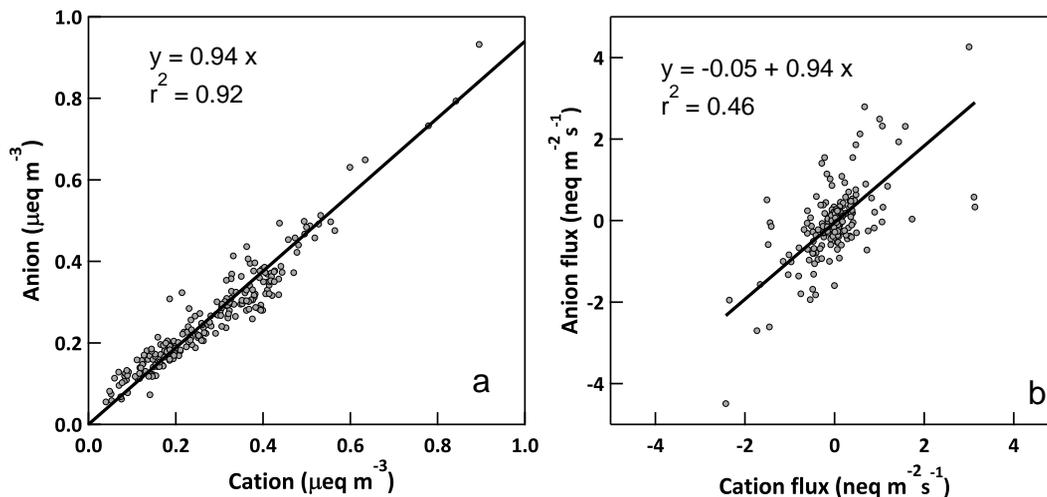 y = 0.94 x
r² = 0.92
1.0
0.8
0.6
0.4
0.2
0.0
Anion (μeq m⁻³)
a
0.0 0.2 0.4 0.6 0.8 1.0
Cation (μeq m⁻³)
y = -0.05 + 0.94 x
r² = 0.46
4
2
0
-2
-4
Anion flux (neq m⁻²s⁻¹)
b
-4 -2 0 2 4
Cation flux (neq m⁻²s⁻¹)